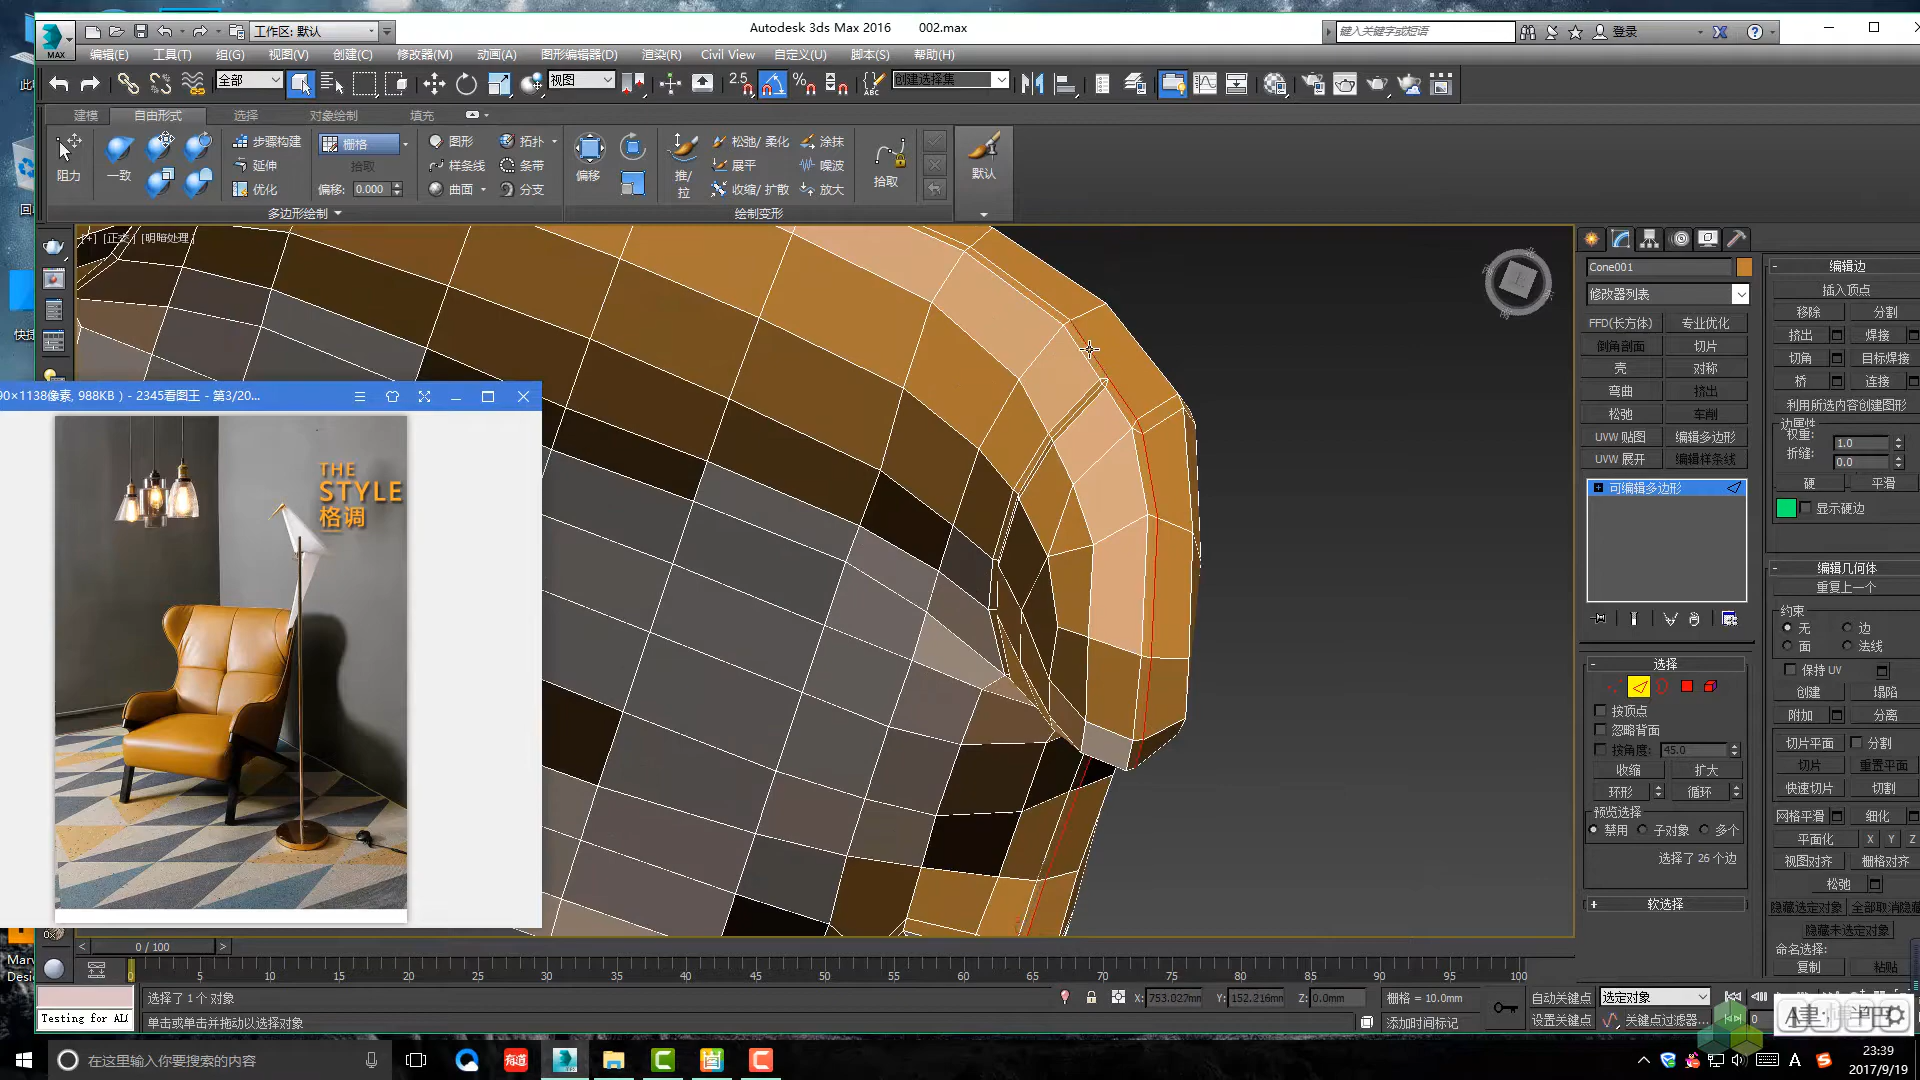 工作区: 默认
Autodesk 3ds Max 2016 002.max
键入关键字或短语
登录
编辑(E) 工具(T) 组(G) 视图(V) 创建(C) 修改器(M) 动画(A) 图形编辑器(D) 渲染(R) Civil View 自定义(U) 脚本(S) 帮助(H)
全部
视图
2.5
创建选择集
建模 自由形式 选择 对象绘制 填充
阻力
一致
步骤构建
延伸
优化
栅格
拾取
偏移: 0.000
图形
样条线
曲面
拓扑
条带
分支
偏移
推/
拉
松弛/ 柔化
展平
收缩/ 扩散
涂抹
噪波
放大
拾取
默认
多边形绘制
绘制变形
[+] [正交] [明暗处理]
90×1138像素, 988KB ) - 2345看图王 - 第3/20...
THE
STYLE
格调
Cone001
修改器列表
FFD(长方体) 专业优化
倒角剖面 切片
壳 对称
弯曲 挤出
松弛 车削
UVW 贴图 编辑多边形
UVW 展开 编辑样条线
可编辑多边形
选择
按顶点
忽略背面
按角度: 45.0
收缩 扩大
环形 循环
预览选择
禁用 子对象 多个
选择了 26 个边
软选择
编辑边
插入顶点
移除 分割
挤出 焊接
切角 目标焊接
桥 连接
利用所选内容创建图形
边属性
权重: 1.0
折缝: 0.0
硬 平滑
显示硬边
编辑几何体
重复上一个
约束
无 边
面 法线
保持 UV
创建 塌陷
附加 分离
切片平面 分割
切片 重置平面
快速切片 切割
网格平滑 细化
平面化 X Y Z
视图对齐 栅格对齐
松弛
隐藏选定对象 全部取消隐藏
隐藏未选定对象
命名选择:
复制 粘贴
0 / 100
0 5 10 15 20 25 30 35 40 45 50 55 60 65 70 75 80 85 90 95 100
选择了 1 个 对象
X: 753.027mm Y: 152.216mm Z: 0.0mm 栅格 = 10.0mm
自动关键点 选定对象
Testing for ALL
单击或单击并拖动以选择对象
添加时间标记
设置关键点 关键点过滤器...
在这里输入你要搜索的内容
有道
23:39
2017/9/19